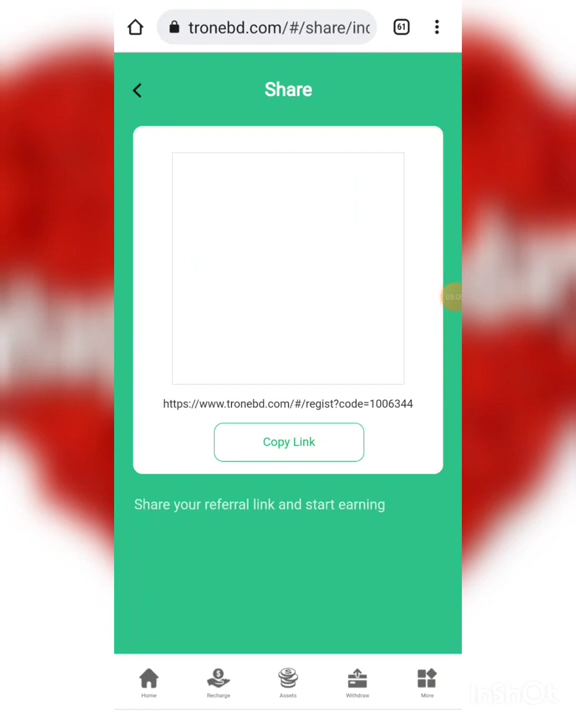 tronebd.com/#/share/ind
61
Share
https://www.tronebd.com/#/regist?code=1006344
Copy Link
Share your referral link and start earning
Home
Recharge
Assets
Withdraw
More
InShOt